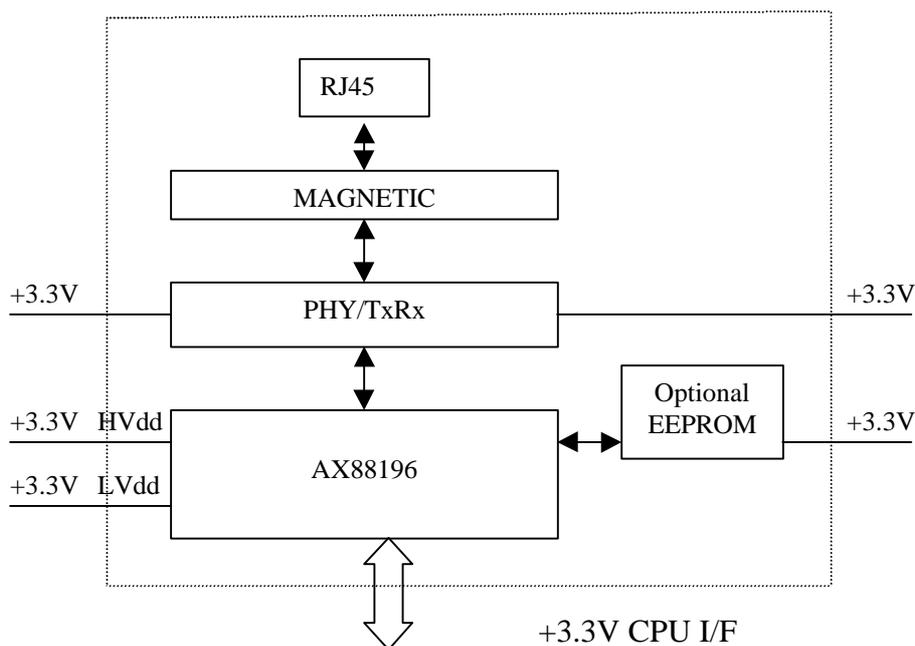 RJ45
MAGNETIC
+3.3V
PHY/TxRx
+3.3V
Optional
EEPROM
+3.3V HVdd
+3.3V
AX88196
+3.3V LVdd
+3.3V CPU I/F